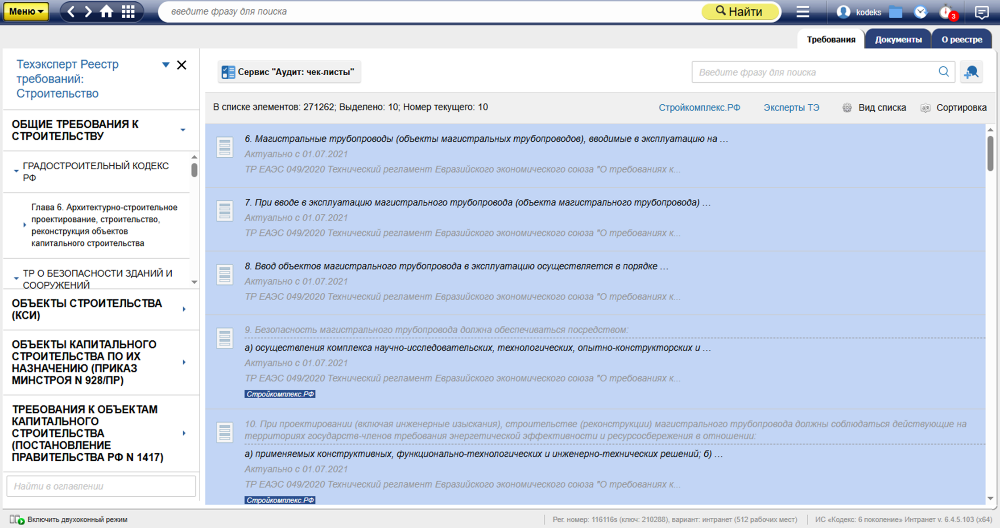 Меню
введите фразу для поиска
Найти
kodeks
3
Требования
Документы
О реестре
Техэксперт Реестр
требований:
Строительство
ОБЩИЕ ТРЕБОВАНИЯ К
СТРОИТЕЛЬСТВУ
ГРАДОСТРОИТЕЛЬНЫЙ КОДЕКС
РФ
Глава 6. Архитектурно-строительное
проектирование, строительство,
реконструкция объектов
капитального строительства
ТР О БЕЗОПАСНОСТИ ЗДАНИЙ И
СООРУЖЕНИЙ
ОБЪЕКТЫ СТРОИТЕЛЬСТВА
(КСИ)
ОБЪЕКТЫ КАПИТАЛЬНОГО
СТРОИТЕЛЬСТВА ПО ИХ
НАЗНАЧЕНИЮ (ПРИКАЗ
МИНСТРОЯ N 928/ПР)
ТРЕБОВАНИЯ К ОБЪЕКТАМ
КАПИТАЛЬНОГО
СТРОИТЕЛЬСТВА
(ПОСТАНОВЛЕНИЕ
ПРАВИТЕЛЬСТВА РФ N 1417)
Найти в оглавлении
Сервис "Аудит: чек-листы"
Введите фразу для поиска
В списке элементов: 271262; Выделено: 10; Номер текущего: 10
Стройкомплекс.РФ
Эксперты ТЭ
Вид списка
Сортировка
6. Магистральные трубопроводы (объекты магистральных трубопроводов), вводимые в эксплуатацию на ...
Актуально с 01.07.2021
ТР ЕАЭС 049/2020 Технический регламент Евразийского экономического союза "О требованиях к...
7. При вводе в эксплуатацию магистрального трубопровода (объекта магистрального трубопровода) ...
Актуально с 01.07.2021
ТР ЕАЭС 049/2020 Технический регламент Евразийского экономического союза "О требованиях к...
8. Ввод объектов магистрального трубопровода в эксплуатацию осуществляется в порядке ...
Актуально с 01.07.2021
ТР ЕАЭС 049/2020 Технический регламент Евразийского экономического союза "О требованиях к...
9. Безопасность магистрального трубопровода должна обеспечиваться посредством:
а) осуществления комплекса научно-исследовательских, технологических, опытно-конструкторских и ...
Актуально с 01.07.2021
ТР ЕАЭС 049/2020 Технический регламент Евразийского экономического союза "О требованиях к...
Стройкомплекс.РФ
10. При проектировании (включая инженерные изыскания), строительстве (реконструкции) магистрального трубопровода должны соблюдаться действующие на
территориях государств-членов требования энергетической эффективности и ресурсосбережения в отношении:
а) применяемых конструктивных, функционально-технологических и инженерно-технических решений; б) ...
Актуально с 01.07.2021
ТР ЕАЭС 049/2020 Технический регламент Евразийского экономического союза "О требованиях к...
Стройкомплекс.РФ
Включить двухоконный режим
Рег. номер: 116116s (ключ: 210288), вариант: интранет (512 рабочих мест)
ИС «Кодекс: 6 поколение» Интранет v. 6.4.5.103 (x64)